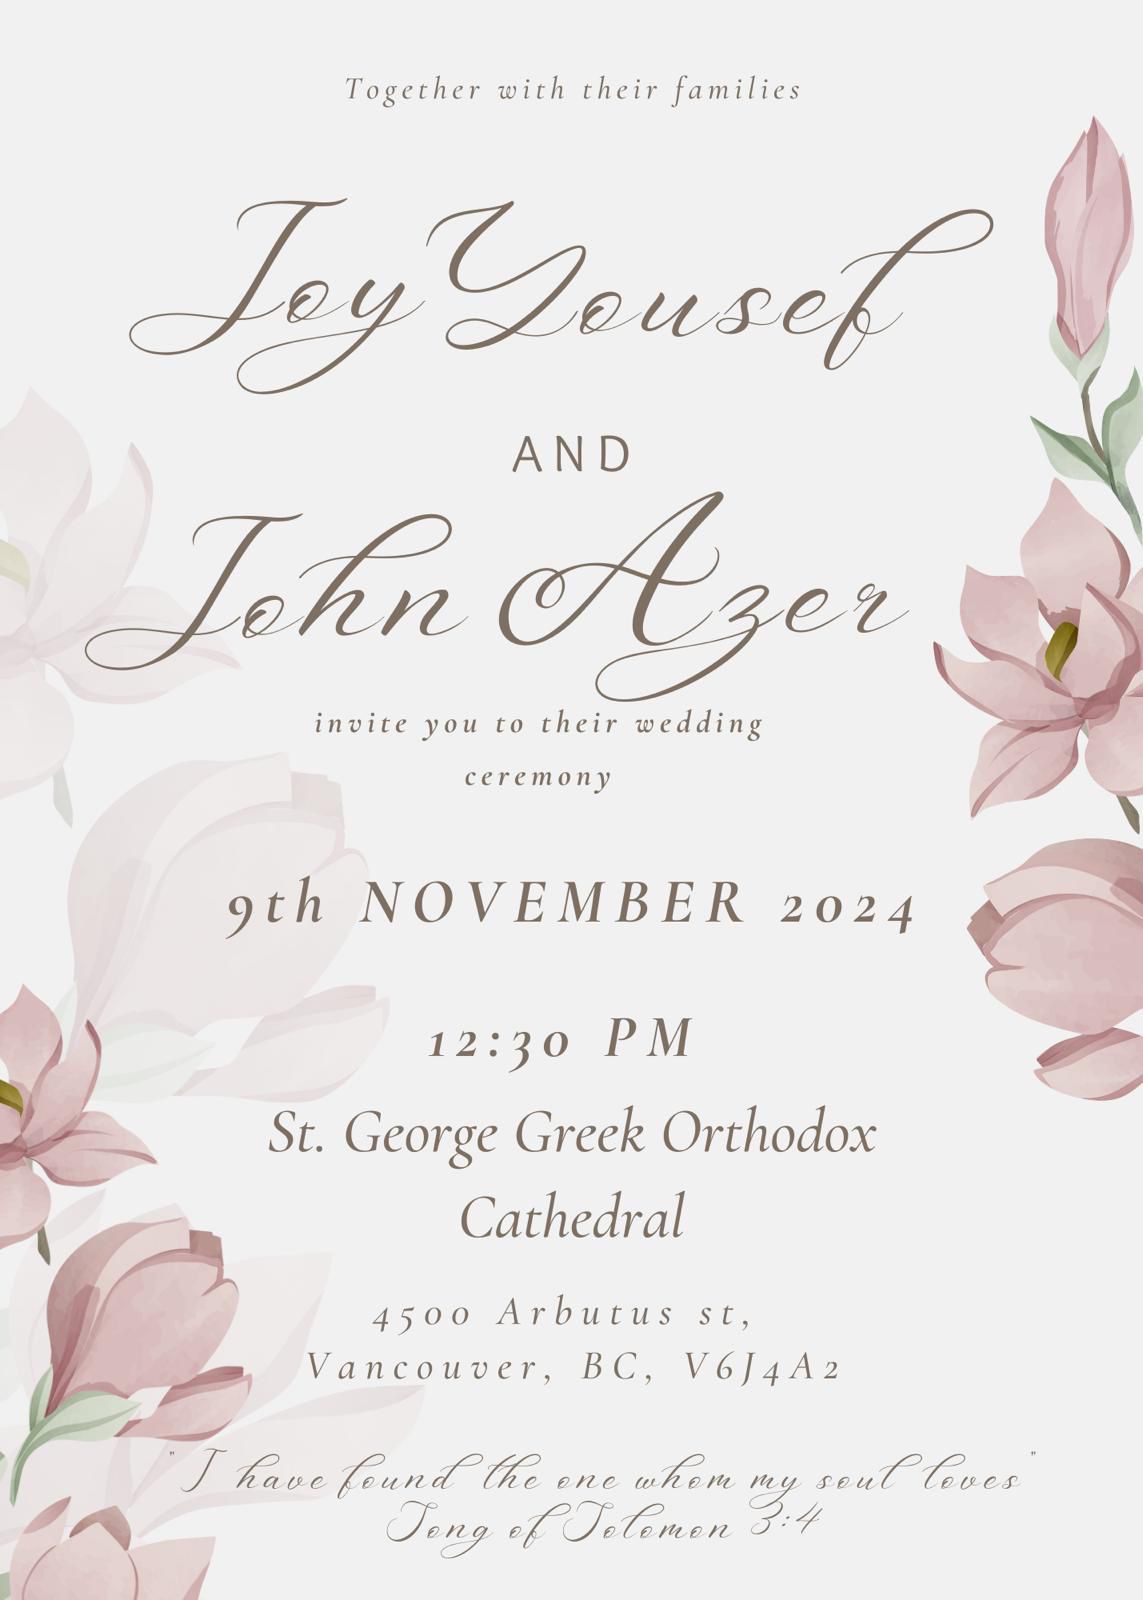 Together with their families
Joy Yousef
AND
John Azer
invite you to their wedding
ceremony
9th NOVEMBER 2024
12:30 PM
St. George Greek Orthodox
Cathedral
4500 Arbutus st,
Vancouver, BC, V6J4A2
"I have found the one whom my soul loves"
Song of Solomon 3:4